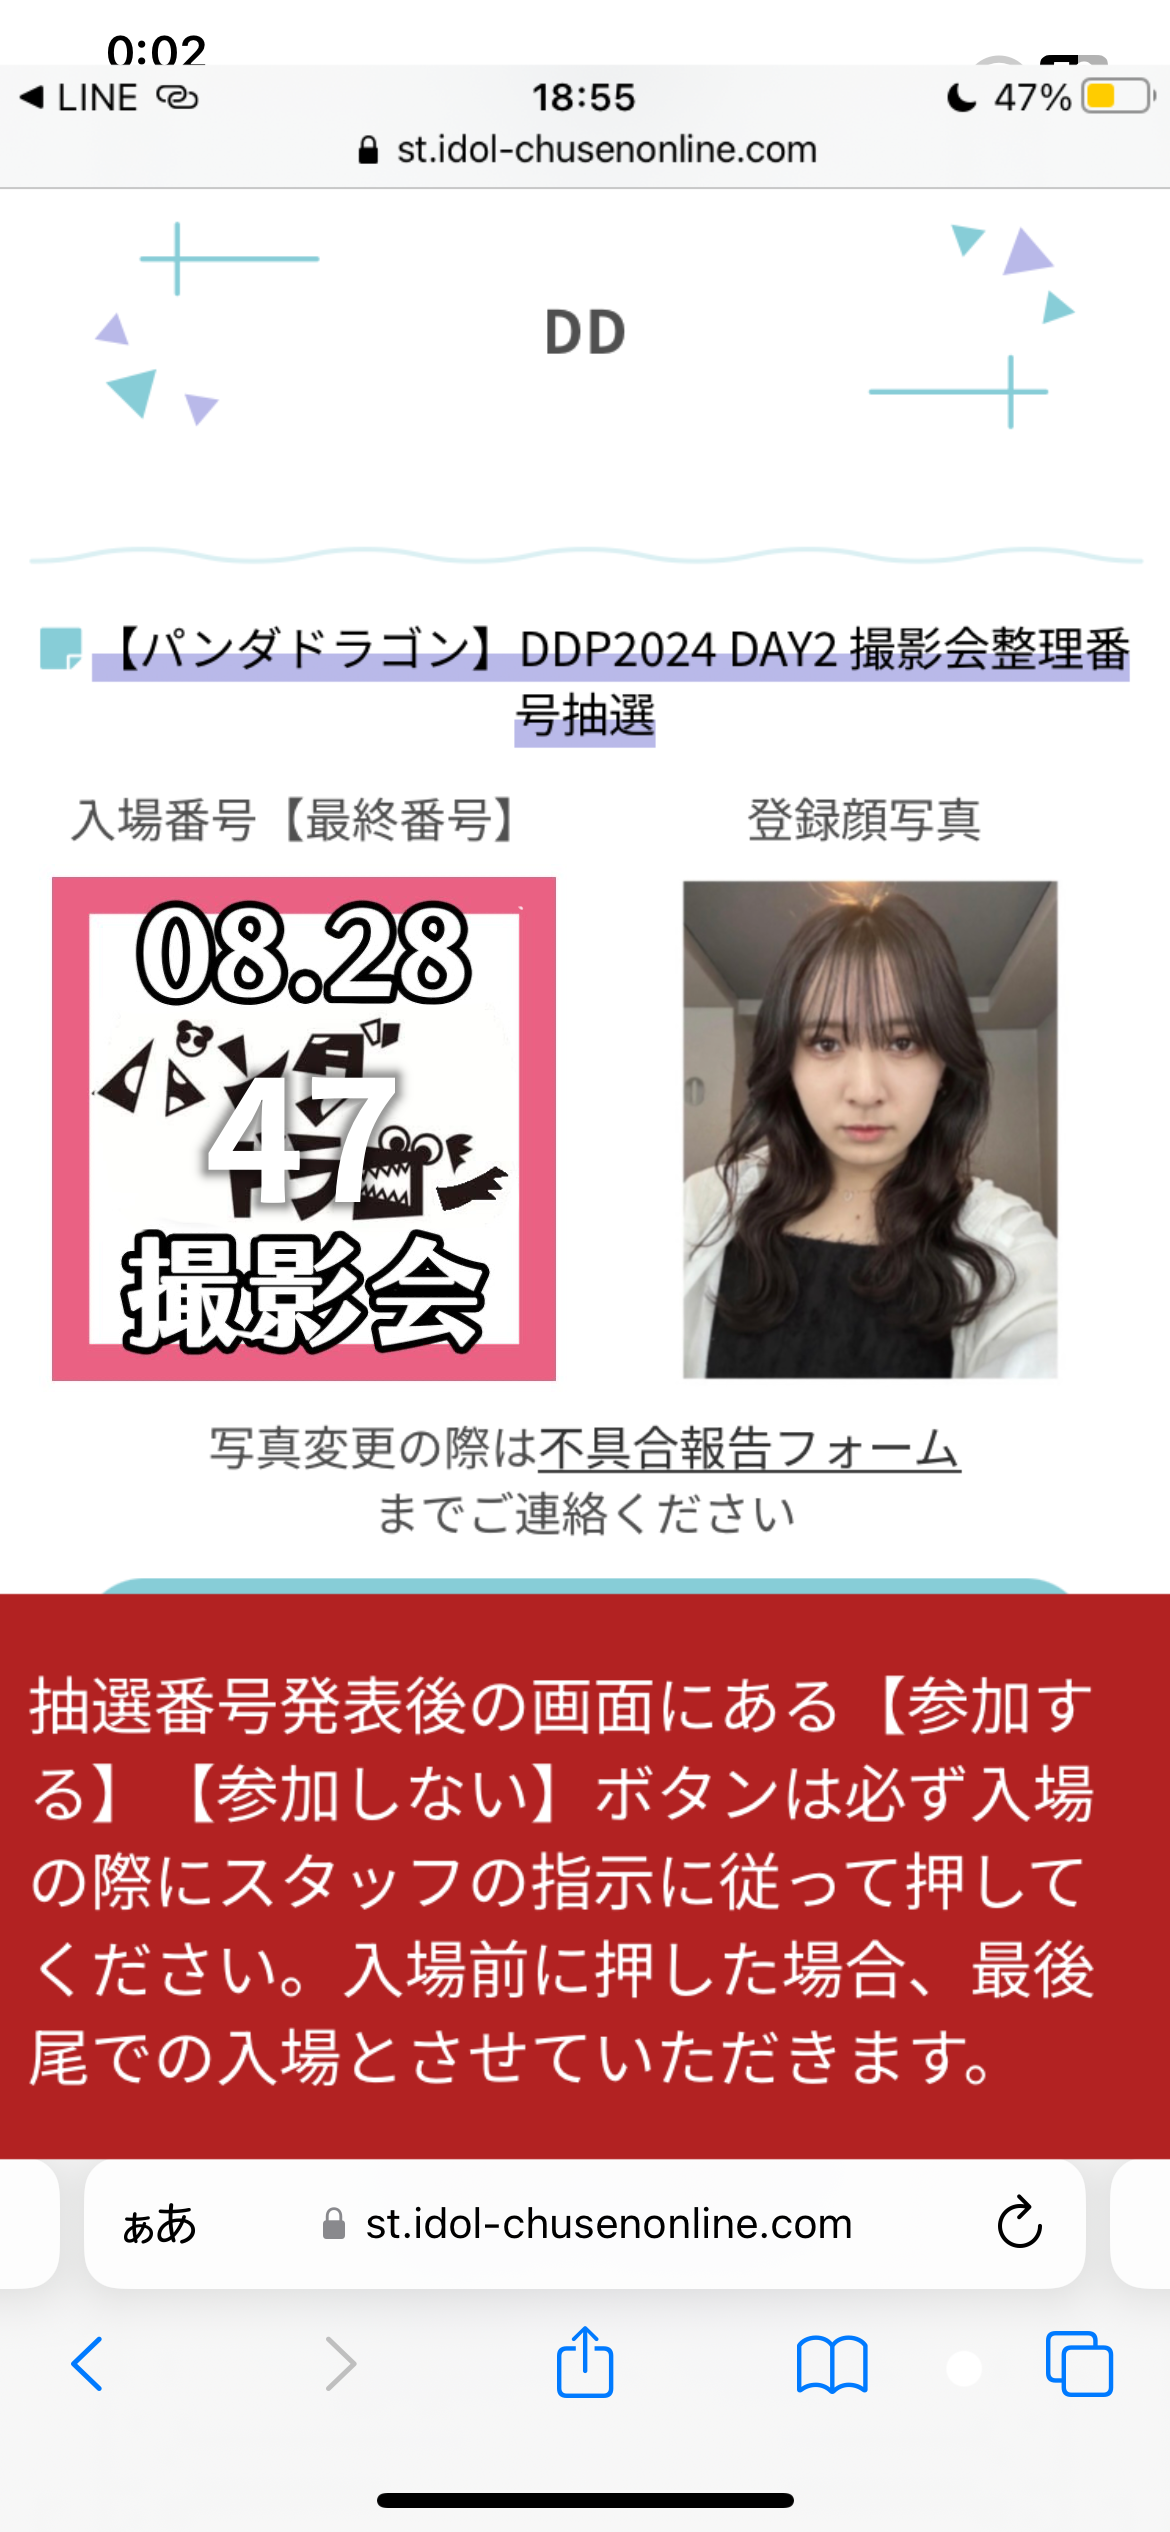 0:02
LINE
18:55
47%
st.idol-chusenonline.com
DD
【パンダドラゴン】DDP2024 DAY2 撮影会整理番
号抽選
入場番号【最終番号】
登録顔写真
08.28
パンダ
ドラゴン
47
撮影会
写真変更の際は不具合報告フォーム
までご連絡ください
抽選番号発表後の画面にある【参加す
る】【参加しない】ボタンは必ず入場
の際にスタッフの指示に従って押して
ください。入場前に押した場合、最後
尾での入場とさせていただきます。
ぁあ
st.idol-chusenonline.com